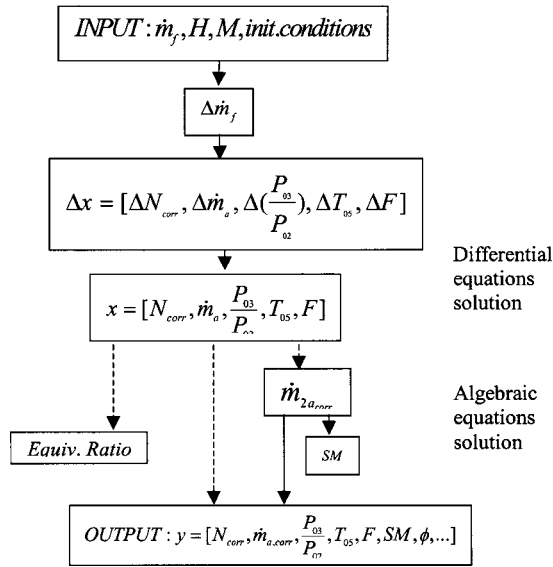 INPUT : ṁ_f, H, M, init.conditions
Δṁ_f
Δx = [ΔN_corr, Δṁ_a, Δ(P_03/P_02), ΔT_05, ΔF]
Differential
equations
solution
x = [N_corr, ṁ_a, P_03/P_02, T_05, F]
ṁ_2a_corr
Algebraic
equations
solution
Equiv. Ratio
SM
OUTPUT : y = [N_corr, ṁ_a.corr, P_03/P_02, T_05, F, SM, ϕ,...]